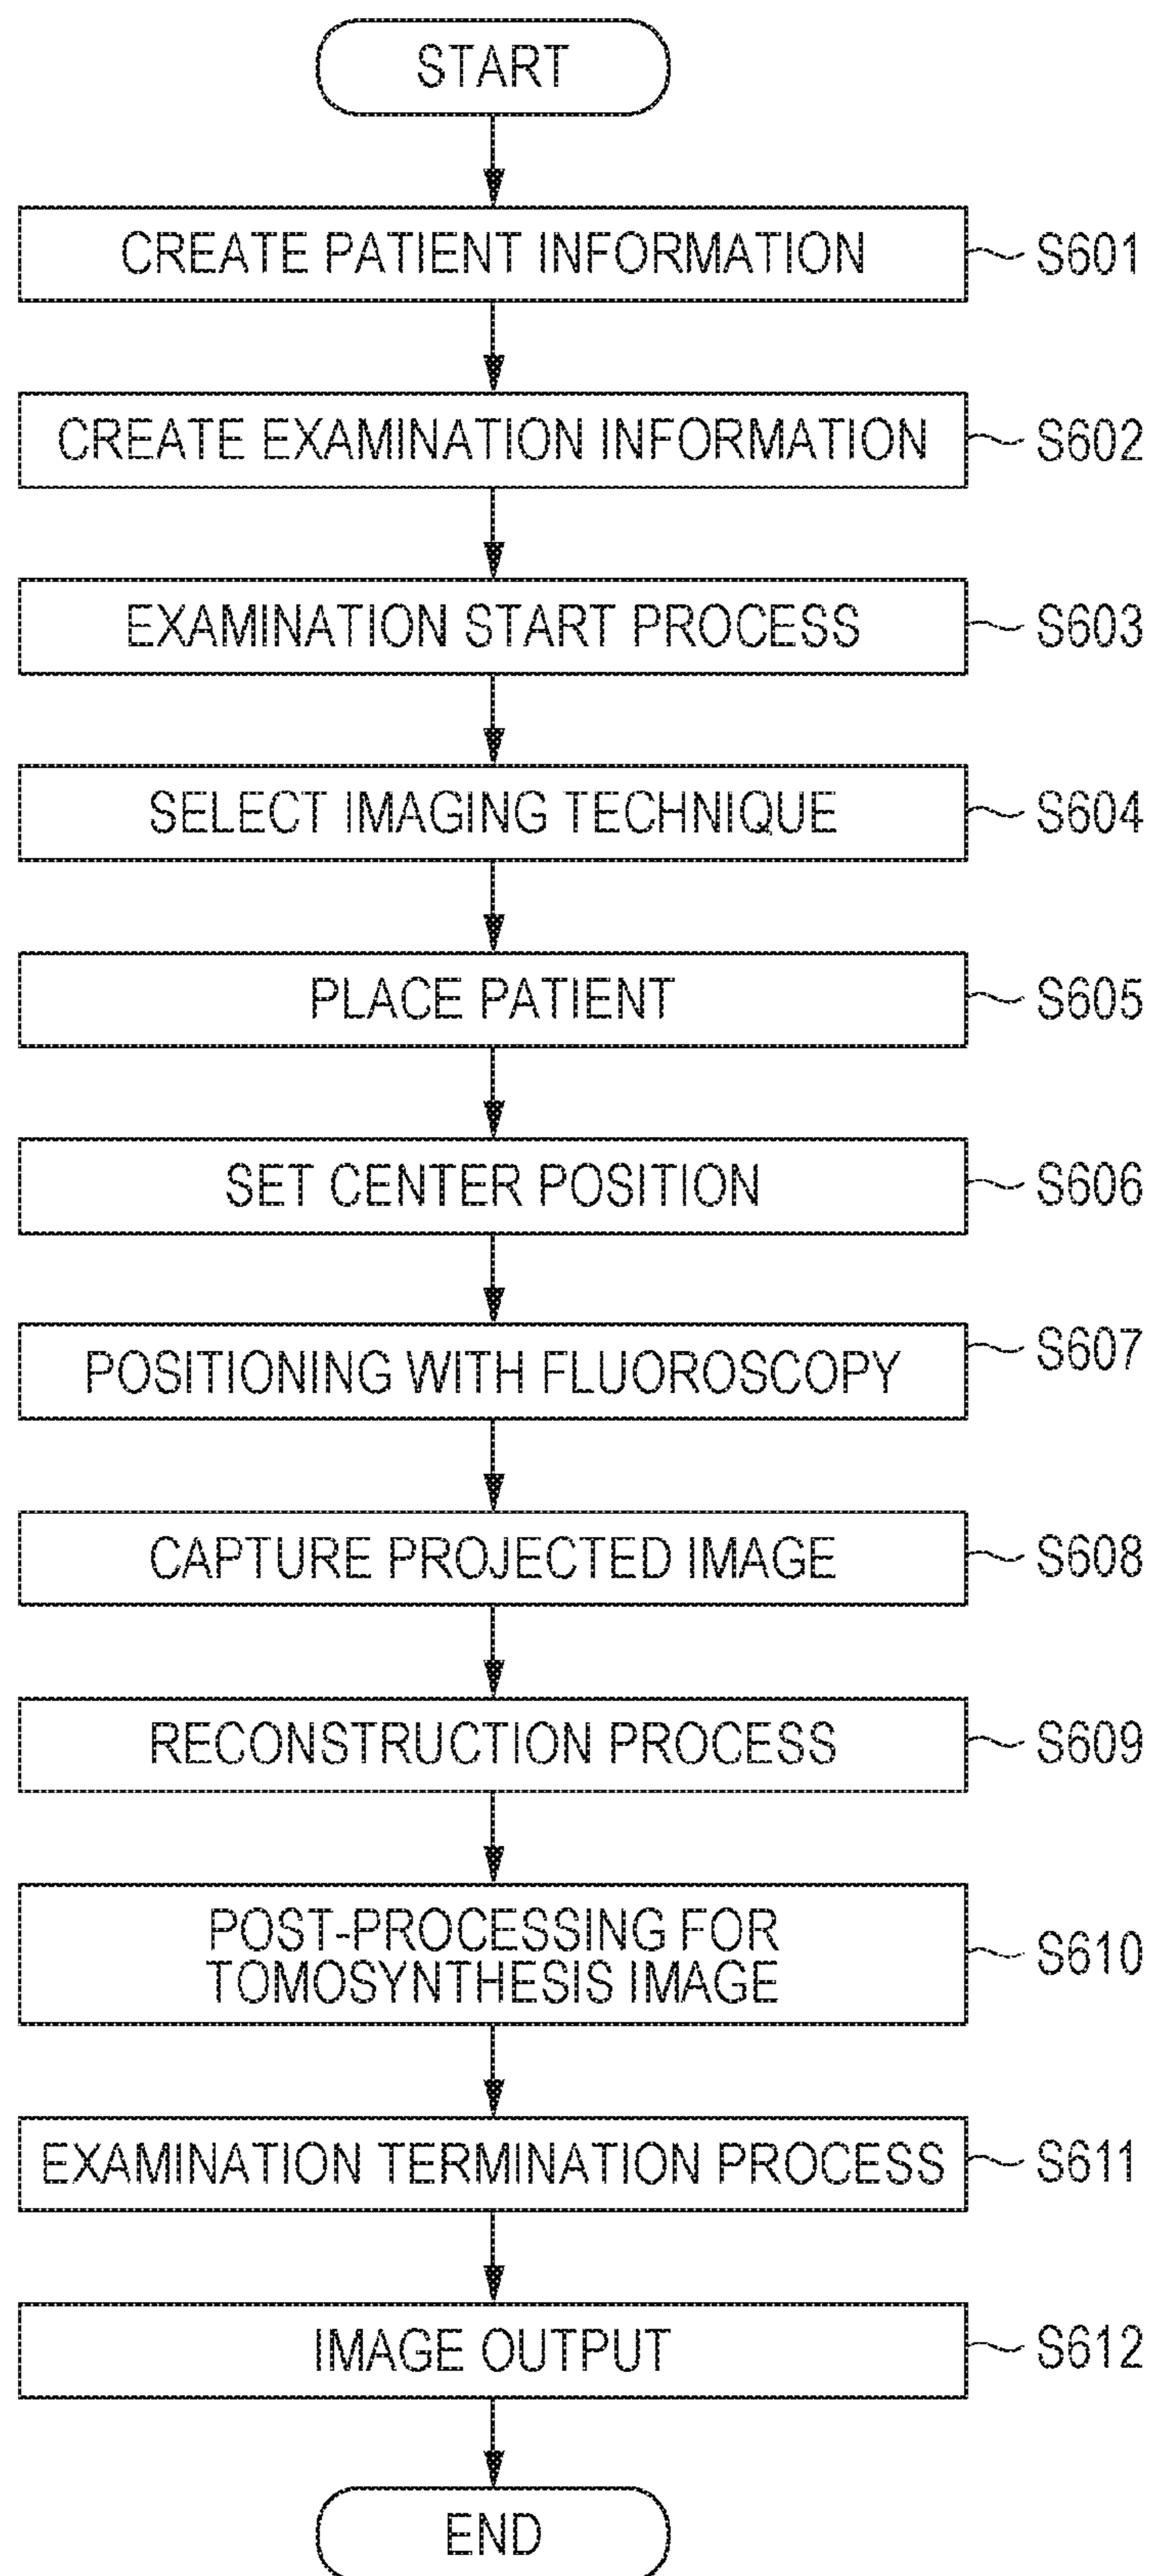 START
CREATE PATIENT INFORMATION
S601
CREATE EXAMINATION INFORMATION
S602
EXAMINATION START PROCESS
S603
SELECT IMAGING TECHNIQUE
S604
PLACE PATIENT
S605
SET CENTER POSITION
S606
POSITIONING WITH FLUOROSCOPY
S607
CAPTURE PROJECTED IMAGE
S608
RECONSTRUCTION PROCESS
S609
POST-PROCESSING FOR
TOMOSYNTHESIS IMAGE
S610
EXAMINATION TERMINATION PROCESS
S611
IMAGE OUTPUT
S612
END